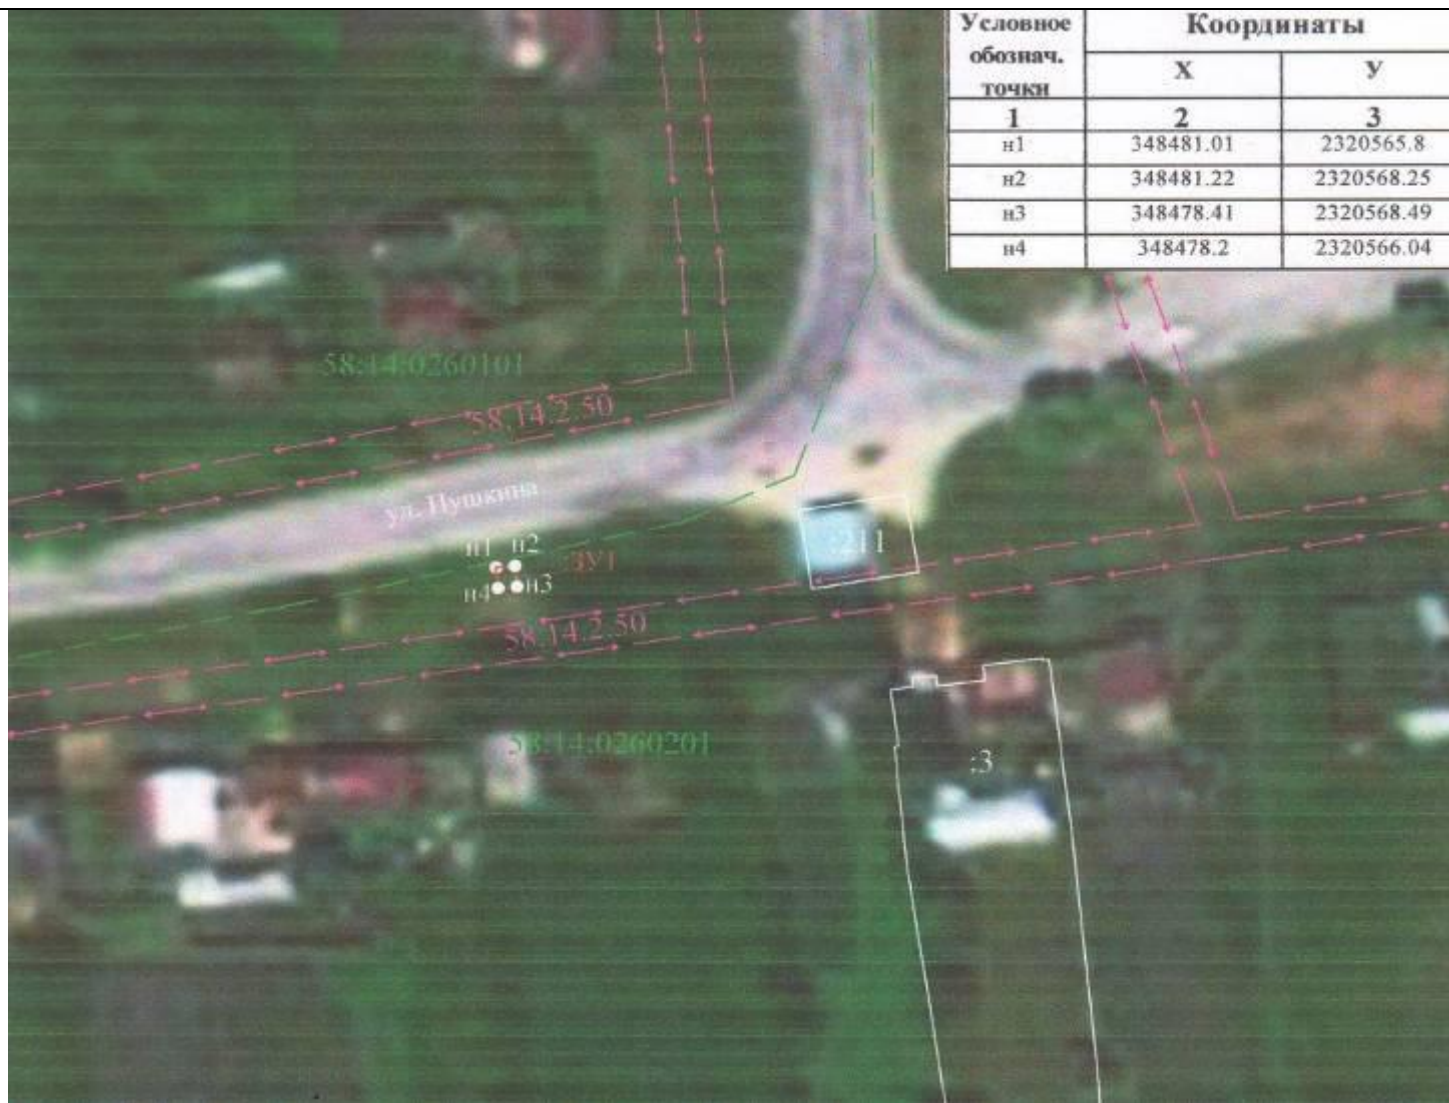 Условное обознач. точки
Координаты
Х
У
1
2
3
н1
348481.01
2320565.8
н2
348481.22
2320568.25
н3
348478.41
2320568.49
н4
348478.2
2320566.04
58:14:0260101
58.14.2.50
ул. Пушкина
н1
н2
:ЗУ1
н4
н3
:211
58.14.2.50
58:14:0260201
:3